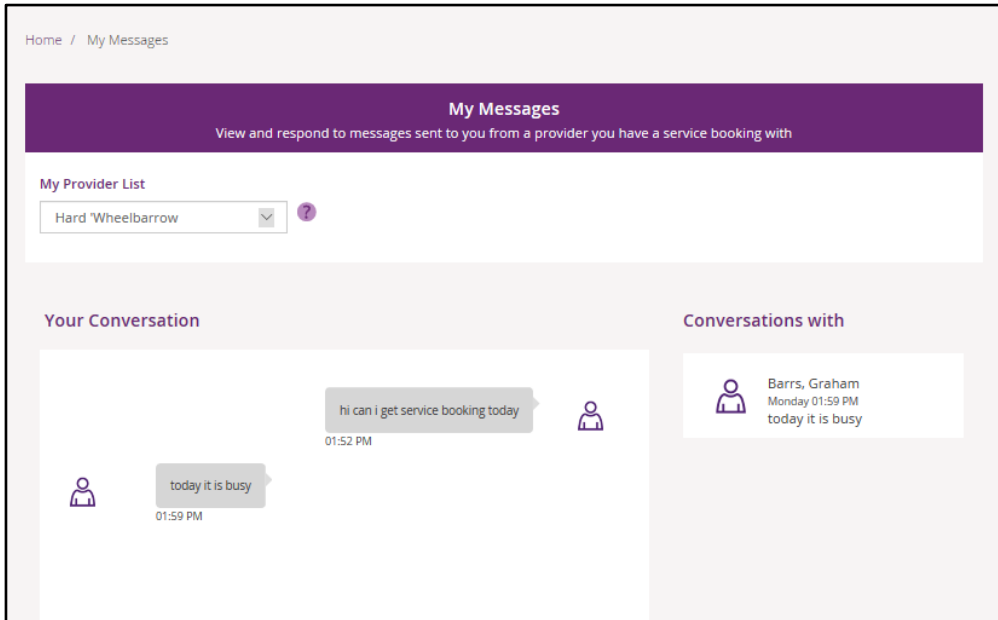 Home / My Messages
My Messages
View and respond to messages sent to you from a provider you have a service booking with
My Provider List
Hard 'Wheelbarrow
?
Your Conversation
hi can i get service booking today
01:52 PM
today it is busy
01:59 PM
Conversations with
Barrs, Graham
Monday 01:59 PM
today it is busy